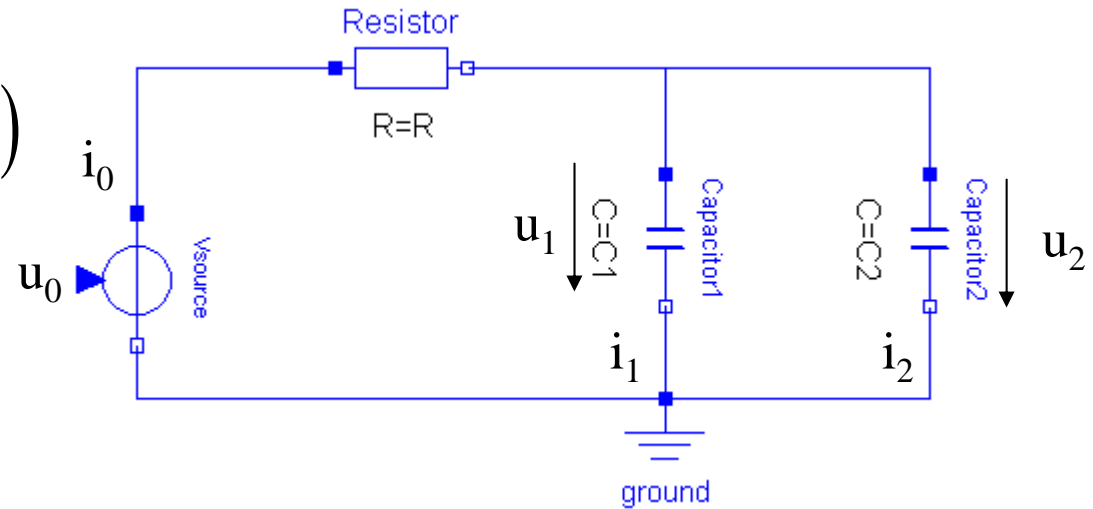 Resistor
)
R=R
i₀
u₀
Vsource
u₁
C=C1
Capacitor1
C=C2
Capacitor2
u₂
i₁
i₂
ground